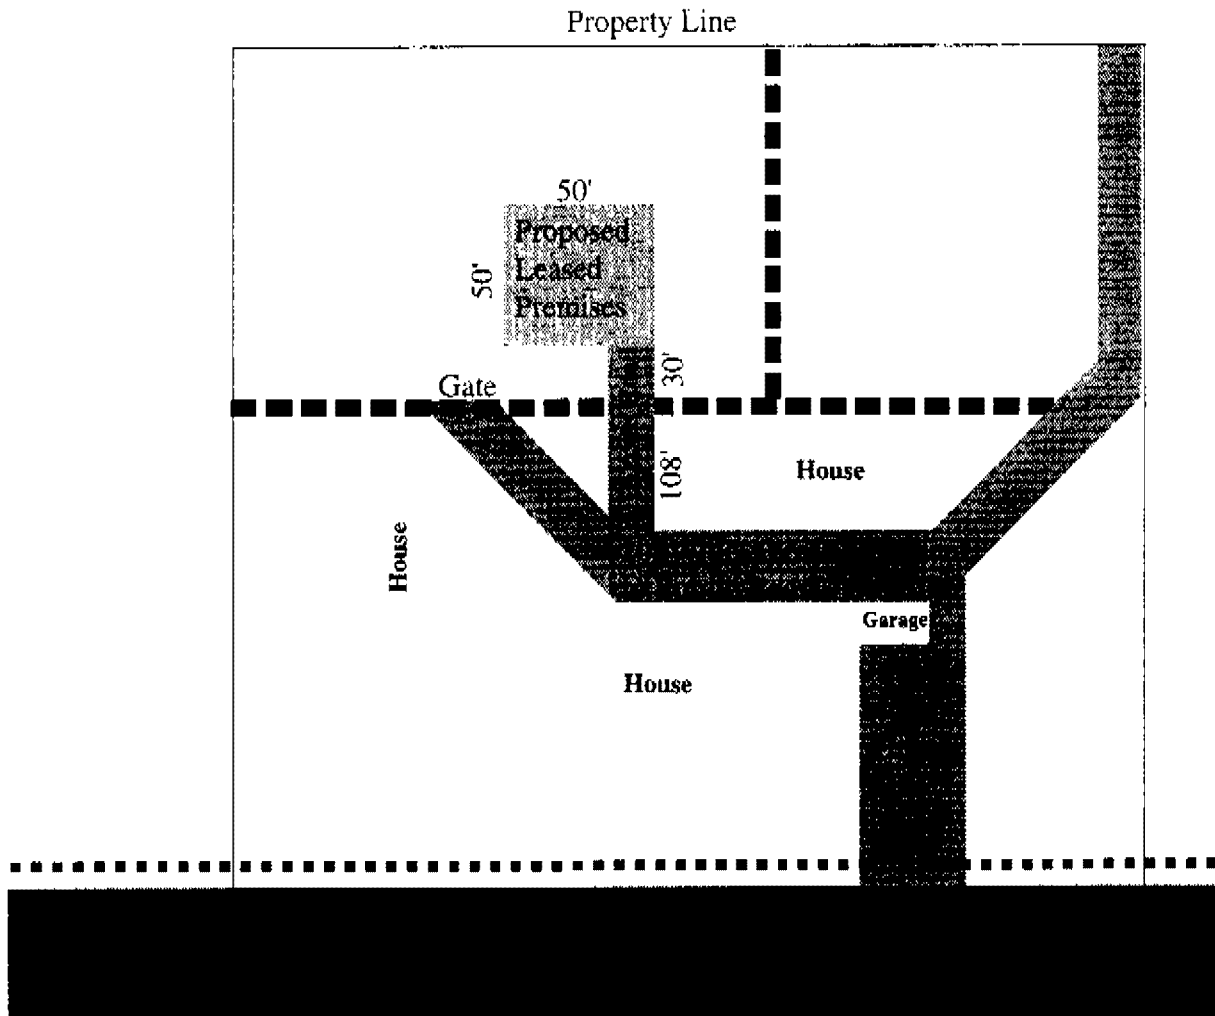 Property Line
50'
Proposed
Leased
Premises
50'
30'
Gate
108'
House
House
Garage
House